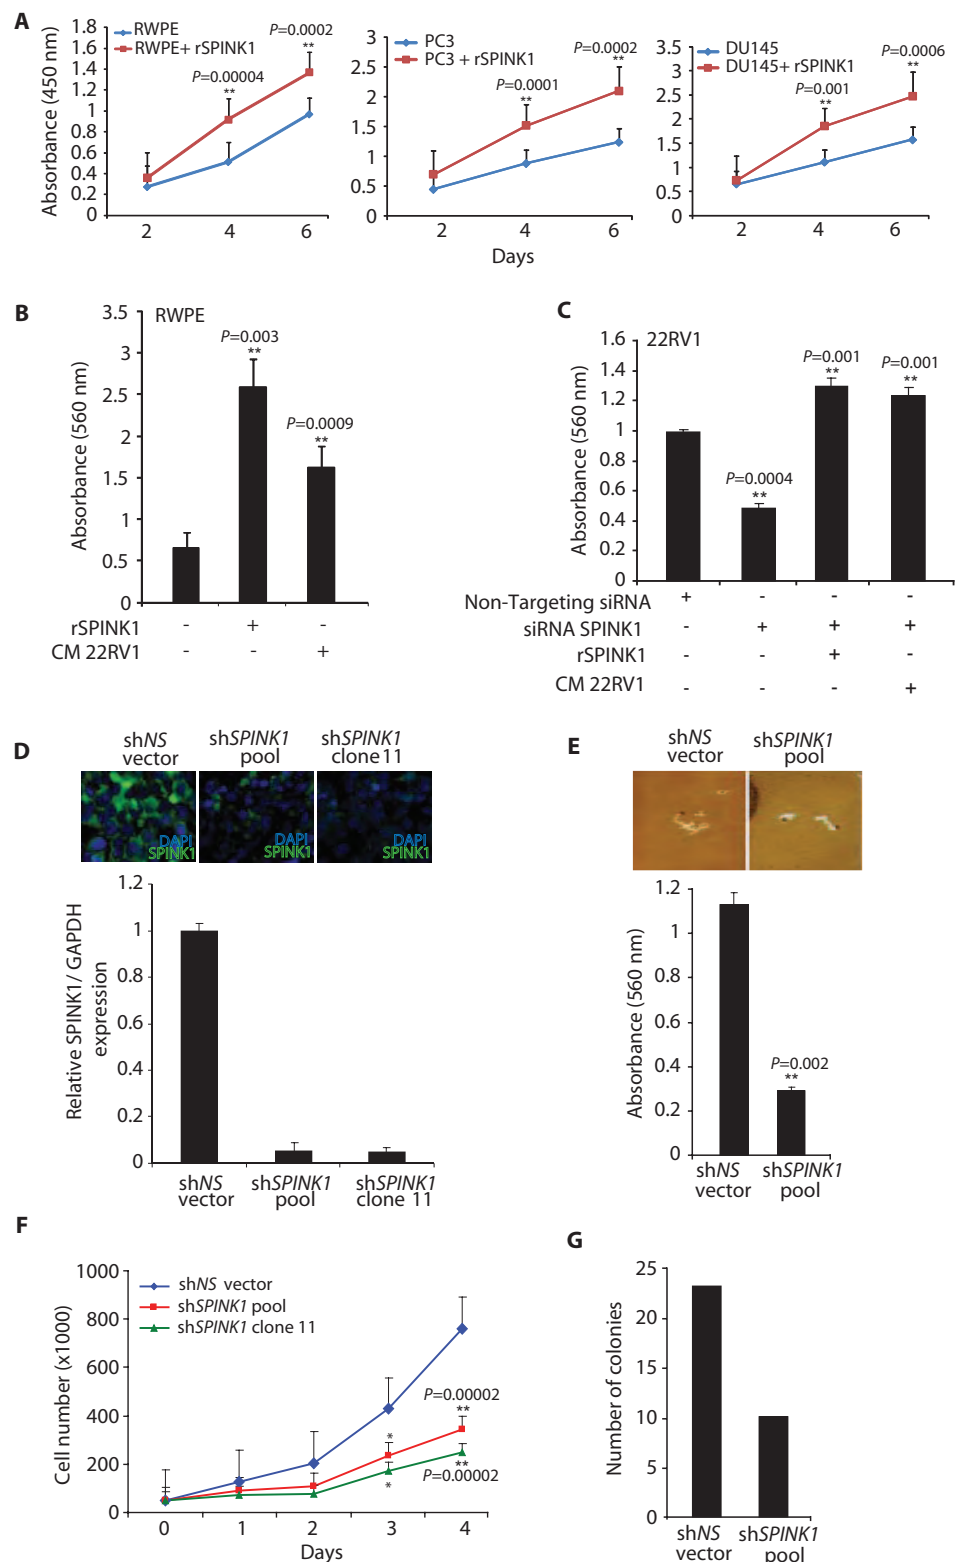 A
Absorbance (450 nm)
1.8
1.6
1.4
1.2
1
0.8
0.6
0.4
0.2
0
RWPE
RWPE+ rSPINK1
P=0.0002
**
P=0.00004
**
2 4 6
3
2.5
2
1.5
1
0.5
0
PC3
PC3 + rSPINK1
P=0.0002
**
P=0.0001
**
2 4 6
3.5
3
2.5
2
1.5
1
0.5
0
DU145
DU145+ rSPINK1
P=0.0006
**
P=0.001
**
2 4 6
Days
B
Absorbance (560 nm)
3.5
3
2.5
2
1.5
1
0.5
0
RWPE
P=0.003
**
P=0.0009
**
rSPINK1 - + -
CM 22RV1 - - +
C
Absorbance (560 nm)
1.6
1.4
1.2
1
0.8
0.6
0.4
0.2
0
22RV1
P=0.0004
**
P=0.001
**
P=0.001
**
Non-Targeting siRNA + - - -
siRNA SPINK1 - + + +
rSPINK1 - - + -
CM 22RV1 - - - +
D
shNS
vector
shSPINK1
pool
shSPINK1
clone 11
DAPI
SPINK1
DAPI
SPINK1
DAPI
SPINK1
Relative SPINK1/ GAPDH
expression
1.2
1
0.8
0.6
0.4
0.2
0
shNS
vector
shSPINK1
pool
shSPINK1
clone 11
E
shNS
vector
shSPINK1
pool
Absorbance (560 nm)
1.2
1
0.8
0.6
0.4
0.2
0
P=0.002
**
shNS
vector
shSPINK1
pool
F
Cell number (x1000)
1000
800
600
400
200
0
shNS vector
shSPINK1 pool
shSPINK1 clone 11
P=0.00002
**
*
**
P=0.00002
*
0 1 2 3 4
Days
G
Number of colonies
25
20
15
10
5
0
shNS
vector
shSPINK1
pool